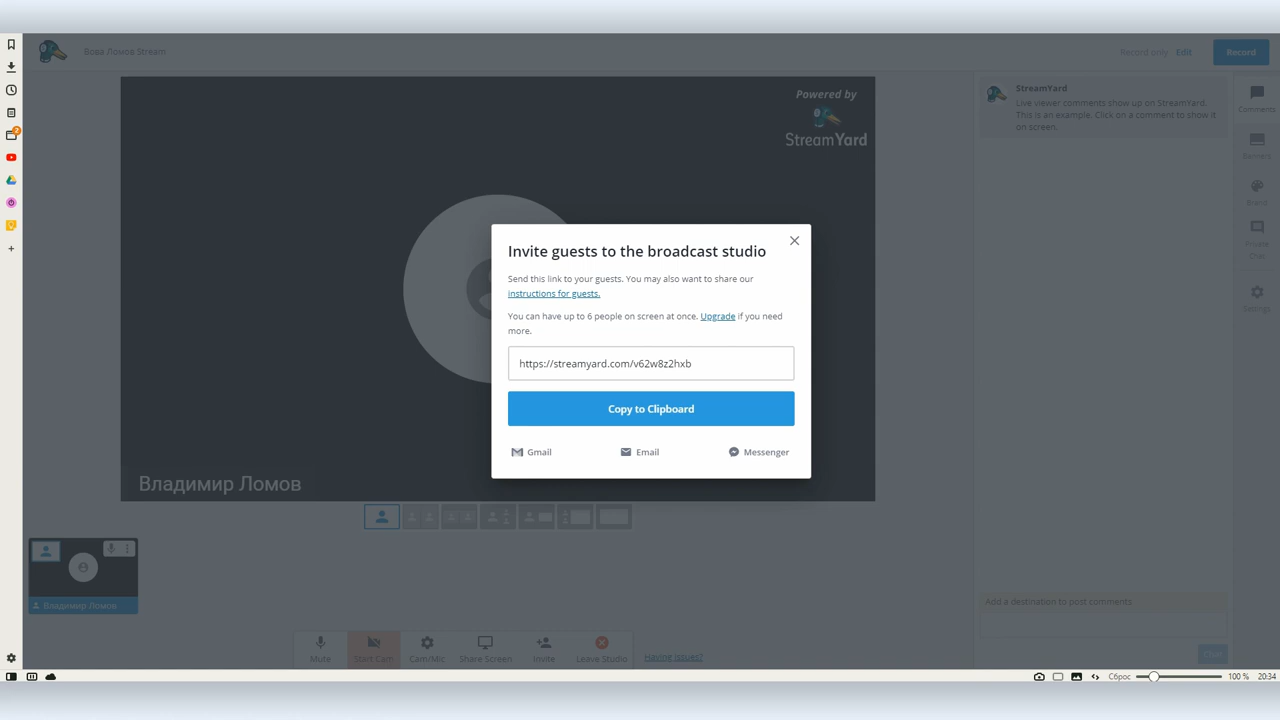 Вова Ломов Stream
Record only Edit
Record
Powered by
StreamYard
StreamYard
Live viewer comments show up on StreamYard.
This is an example. Click on a comment to show it
on screen.
Comments
Banners
Brand
Private
Chat
Settings
Invite guests to the broadcast studio
Send this link to your guests. You may also want to share our
instructions for guests.
You can have up to 6 people on screen at once. Upgrade if you need
more.
https://streamyard.com/v62w8z2hxb
Copy to Clipboard
Gmail
Email
Messenger
Владимир Ломов
Владимир Ломов
Add a destination to post comments
Mute
Start Cam
Cam/Mic
Share Screen
Invite
Leave Studio
Having issues?
2
Сброс
100 %
20:34